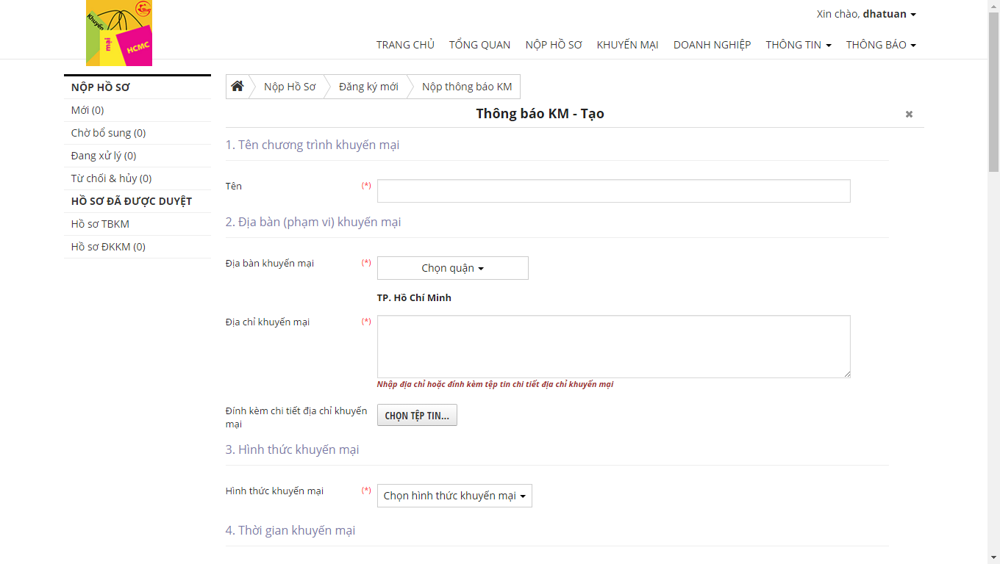 Khuyến
mại
HCMC
Xin chào, dhatuan
TRANG CHỦ TỔNG QUAN NỘP HỒ SƠ KHUYẾN MẠI DOANH NGHIỆP THÔNG TIN THÔNG BÁO
NỘP HỒ SƠ
Mới (0)
Chờ bổ sung (0)
Đang xử lý (0)
Từ chối & hủy (0)
HỒ SƠ ĐÃ ĐƯỢC DUYỆT
Hồ sơ TBKM
Hồ sơ ĐKKM (0)
Nộp Hồ Sơ Đăng ký mới Nộp thông báo KM
Thông báo KM - Tạo
1. Tên chương trình khuyến mại
Tên (*)
2. Địa bàn (phạm vi) khuyến mại
Địa bàn khuyến mại (*) Chọn quận
TP. Hồ Chí Minh
Địa chỉ khuyến mại (*)
Nhập địa chỉ hoặc đính kèm tệp tin chi tiết địa chỉ khuyến mại
Đính kèm chi tiết địa chỉ khuyến
mại
CHỌN TỆP TIN...
3. Hình thức khuyến mại
Hình thức khuyến mại (*) Chọn hình thức khuyến mại
4. Thời gian khuyến mại